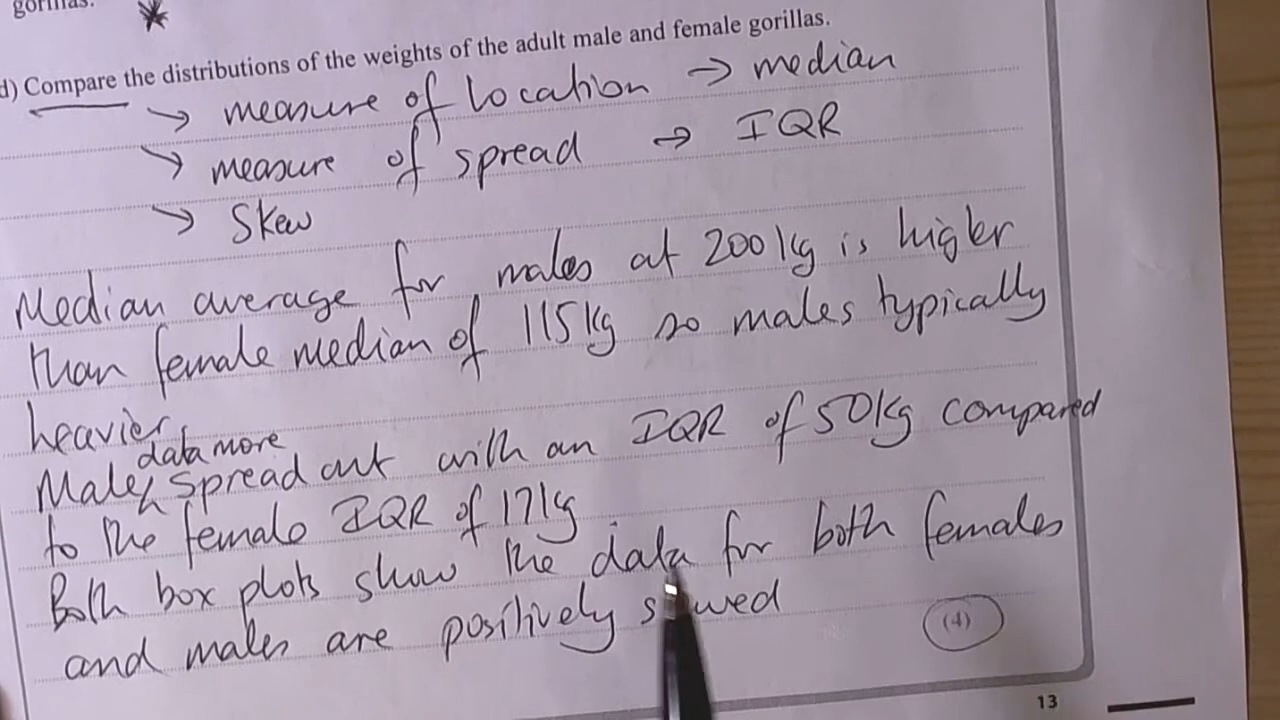 gorillas.
d) Compare the distributions of the weights of the adult male and female gorillas.
→ measure of location → median
→ measure of spread → IQR
→ Skew
Median average for males at 200kg is higher
than female median of 115kg so males typically
heavier
data more
Male spread out with an IQR of 50kg compared
to the female IQR of 17kg
Both box plots show the data for both females
and males are positively
(4)
13